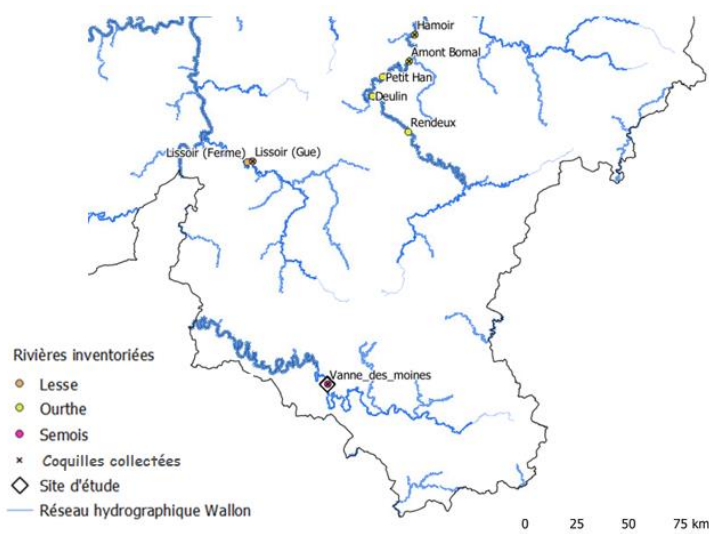 Hamoir
Amont Bomal
Petit Han
Deulin
Rendeux
Lissoir (Ferme)
Lissoir (Gue)
Vanne_des_moines
Rivières inventoriées
Lesse
Ourthe
Semois
Coquilles collectées
Site d'étude
Réseau hydrographique Wallon
0 25 50 75 km